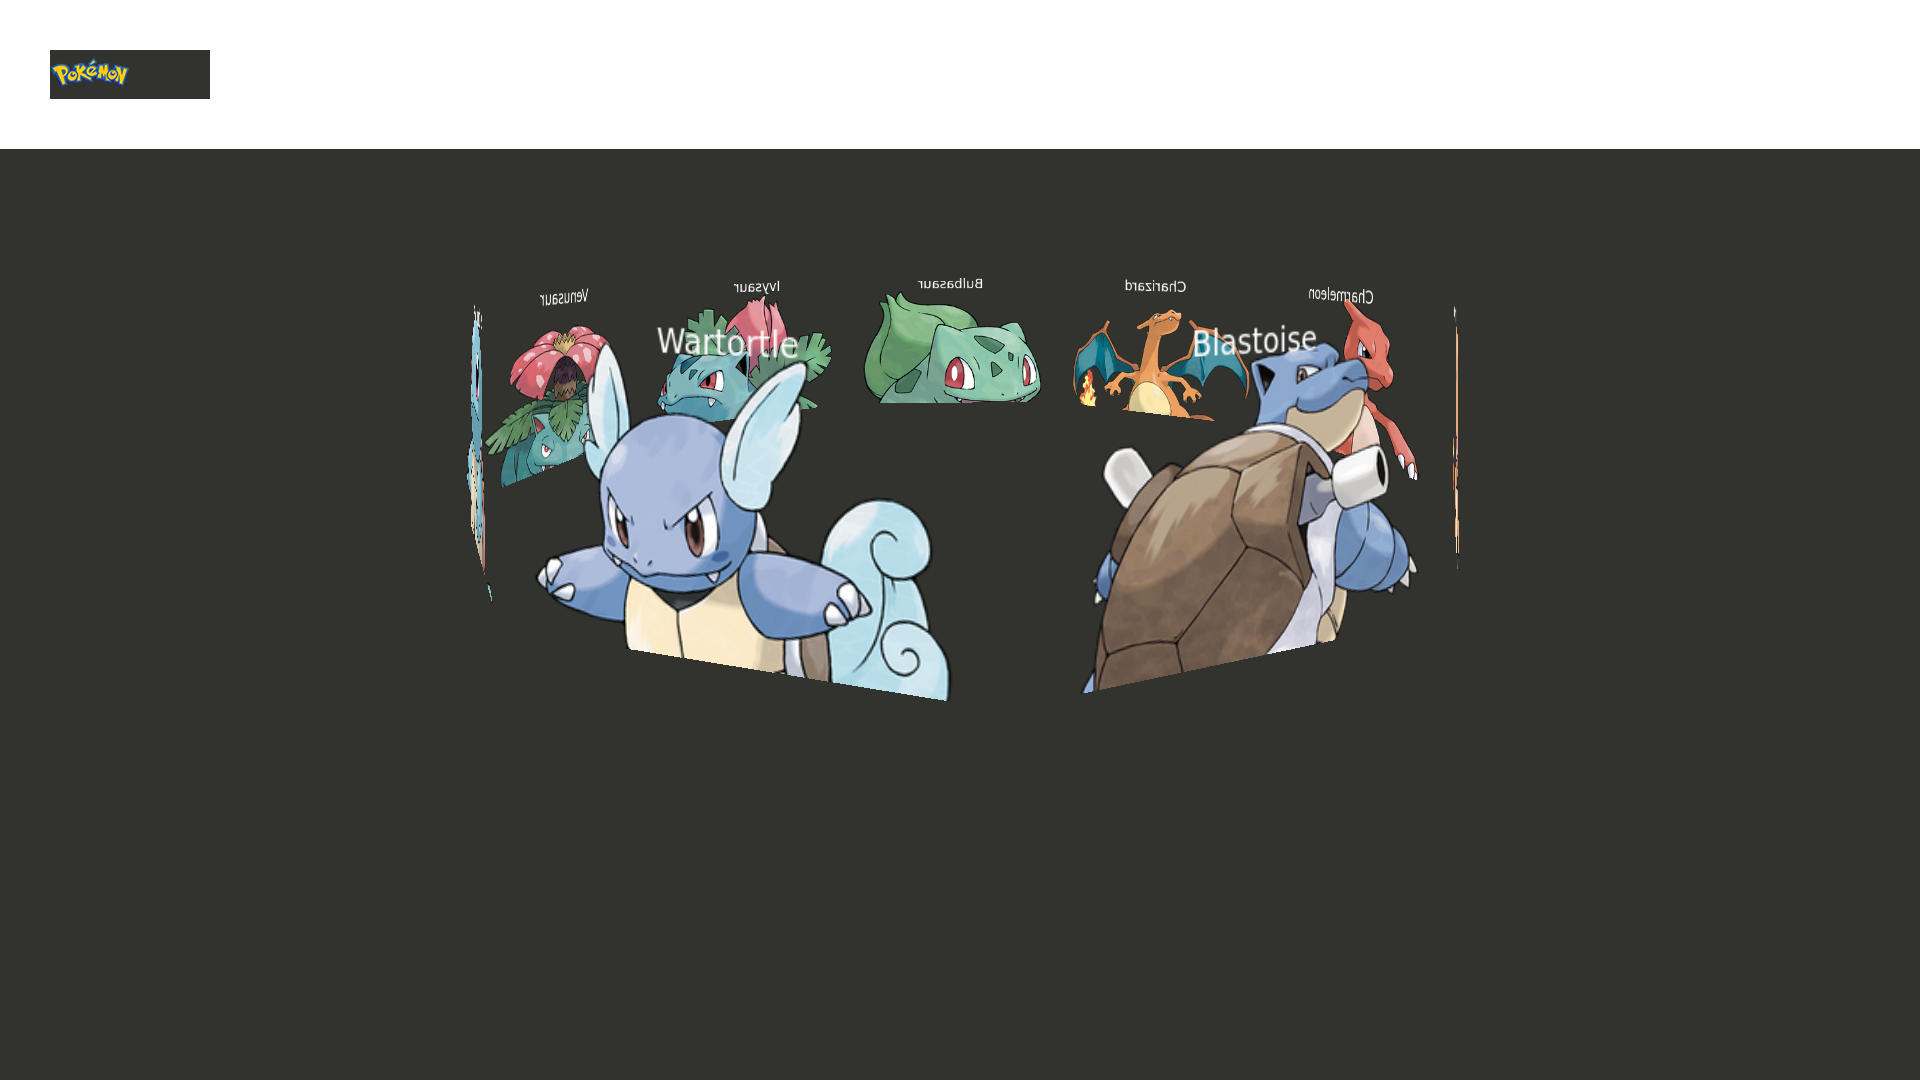 Pokémon
Venusaur
Ivysaur
Bulbasaur
Charizard
Charmeleon
Wartortle
Blastoise